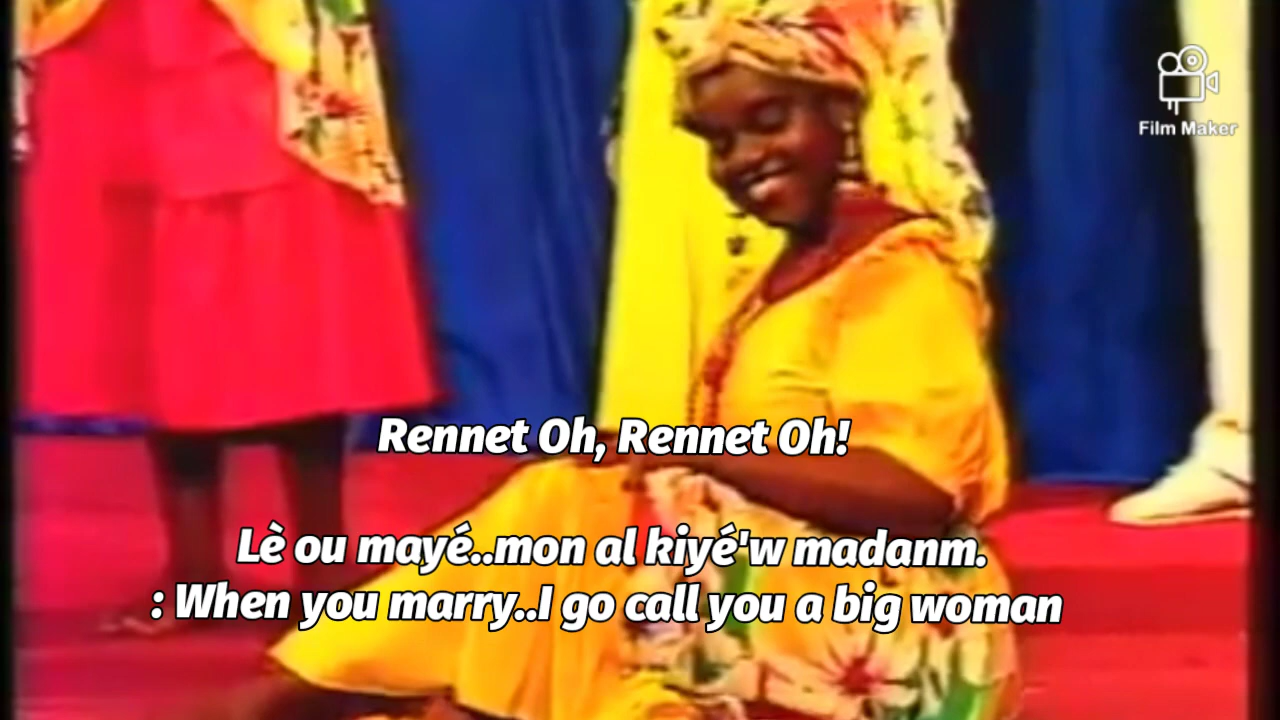 Film Maker
Rennet Oh, Rennet Oh!
Lè ou mayé..mon al kiyé'w madanm.
: When you marry..I go call you a big woman